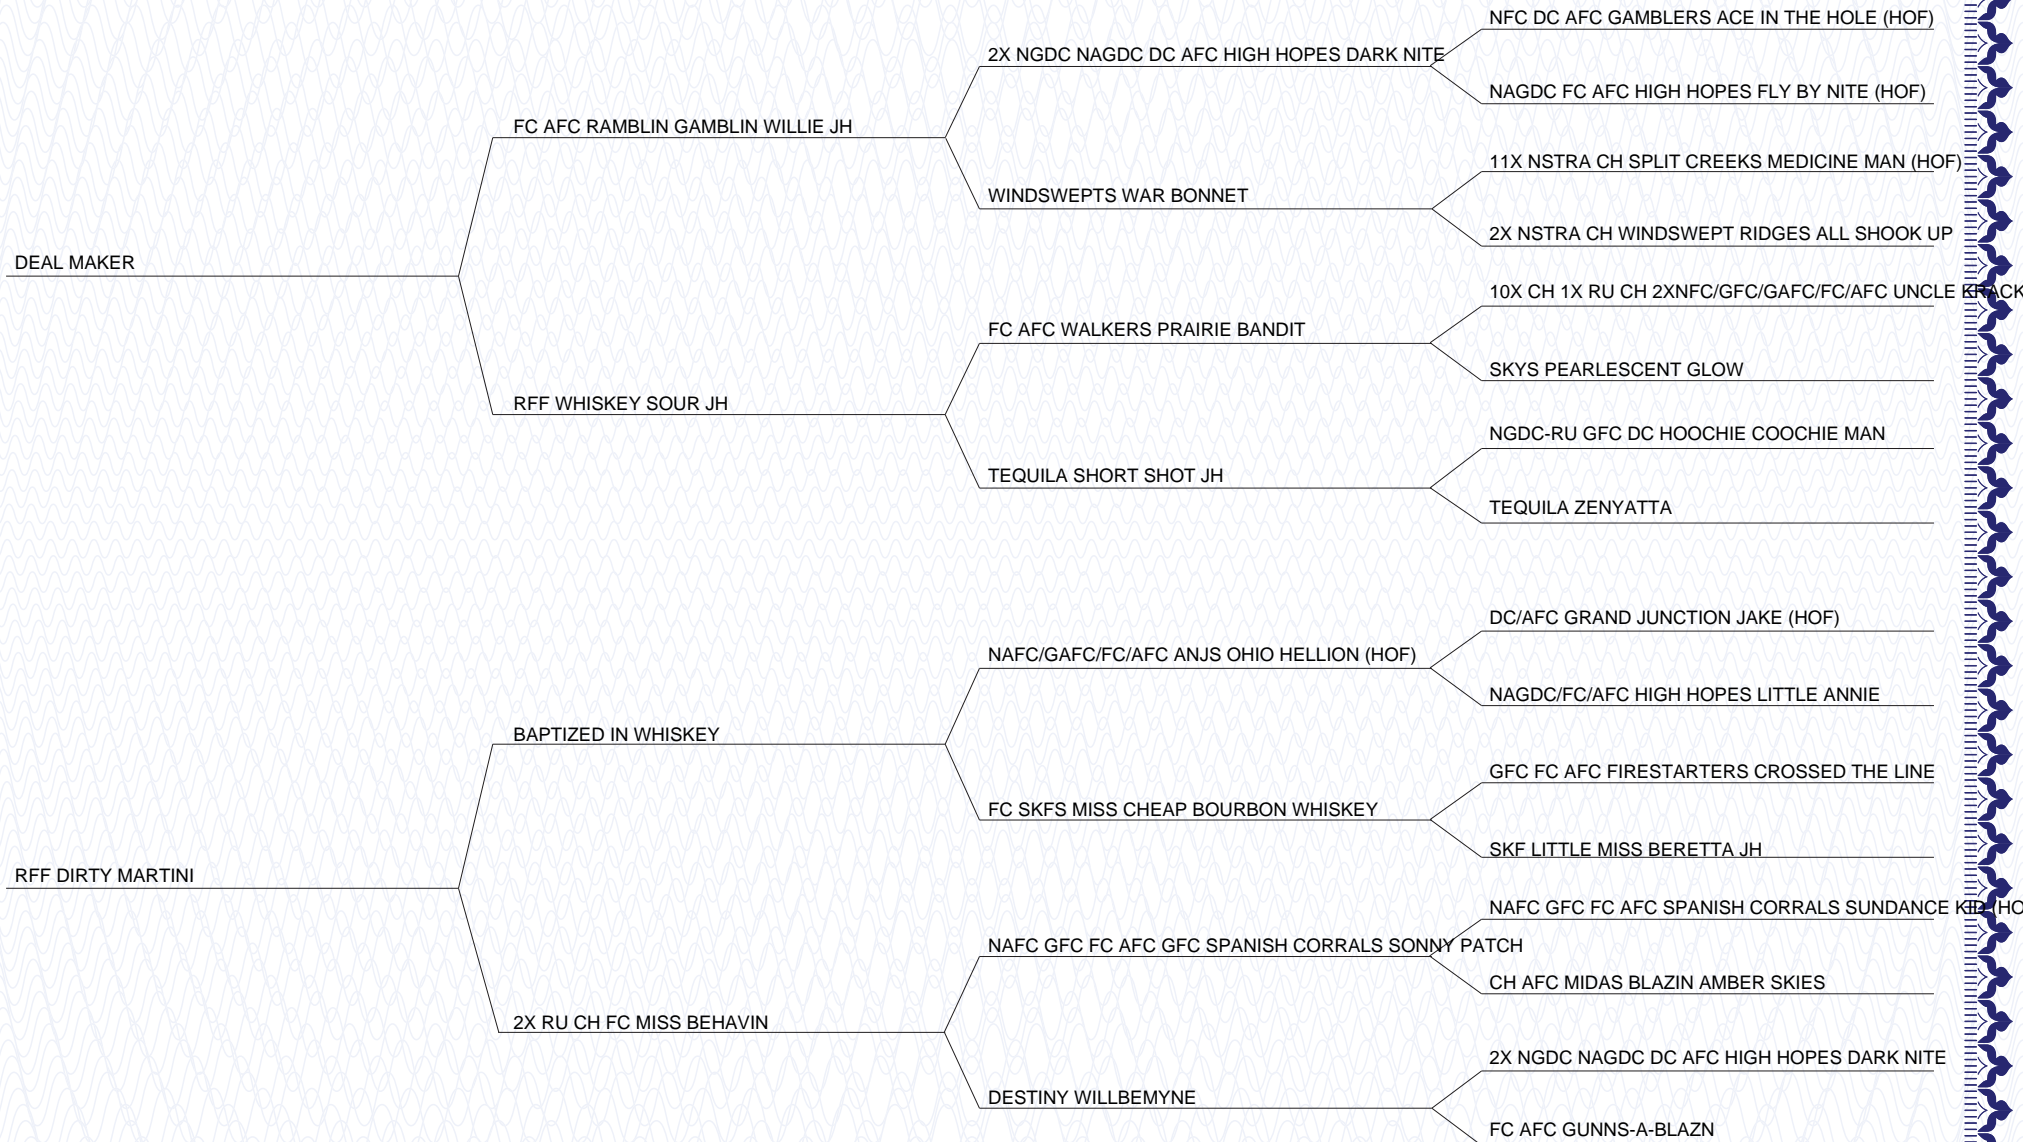 NFC DC AFC GAMBLERS ACE IN THE HOLE (HOF)
2X NGDC NAGDC DC AFC HIGH HOPES DARK NITE
NAGDC FC AFC HIGH HOPES FLY BY NITE (HOF)
FC AFC RAMBLIN GAMBLIN WILLIE JH
11X NSTRA CH SPLIT CREEKS MEDICINE MAN (HOF)
WINDSWEPTS WAR BONNET
2X NSTRA CH WINDSWEPT RIDGES ALL SHOOK UP
DEAL MAKER
10X CH 1X RU CH 2XNFC/GFC/GAFC/FC/AFC UNCLE KRACK
FC AFC WALKERS PRAIRIE BANDIT
SKYS PEARLESCENT GLOW
RFF WHISKEY SOUR JH
NGDC-RU GFC DC HOOCHIE COOCHIE MAN
TEQUILA SHORT SHOT JH
TEQUILA ZENYATTA
DC/AFC GRAND JUNCTION JAKE (HOF)
NAFC/GAFC/FC/AFC ANJS OHIO HELLION (HOF)
NAGDC/FC/AFC HIGH HOPES LITTLE ANNIE
BAPTIZED IN WHISKEY
GFC FC AFC FIRESTARTERS CROSSED THE LINE
FC SKFS MISS CHEAP BOURBON WHISKEY
SKF LITTLE MISS BERETTA JH
RFF DIRTY MARTINI
NAFC GFC FC AFC SPANISH CORRALS SUNDANCE KID (HO
NAFC GFC FC AFC GFC SPANISH CORRALS SONNY PATCH
CH AFC MIDAS BLAZIN AMBER SKIES
2X RU CH FC MISS BEHAVIN
2X NGDC NAGDC DC AFC HIGH HOPES DARK NITE
DESTINY WILLBEMYNE
FC AFC GUNNS-A-BLAZN